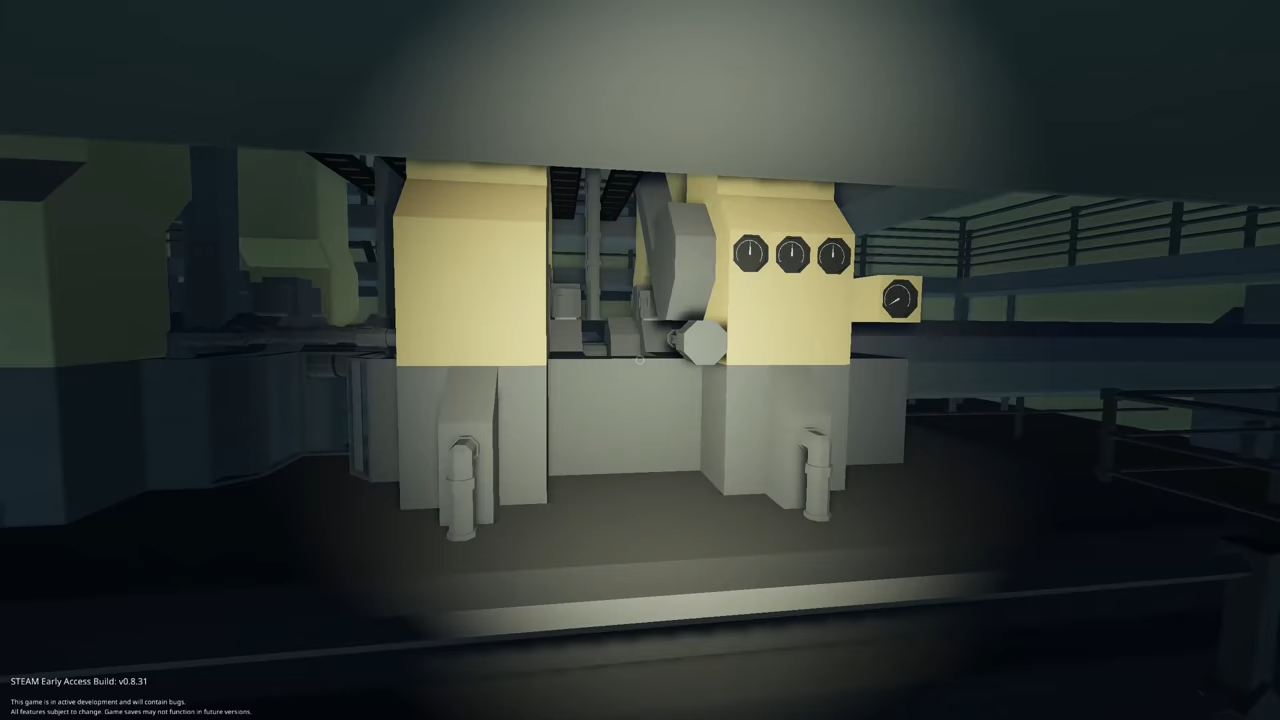 STEAM Early Access Build: v0.8.31
This game is in active development and will contain bugs.
All features subject to change. Game saves may not function in future versions.